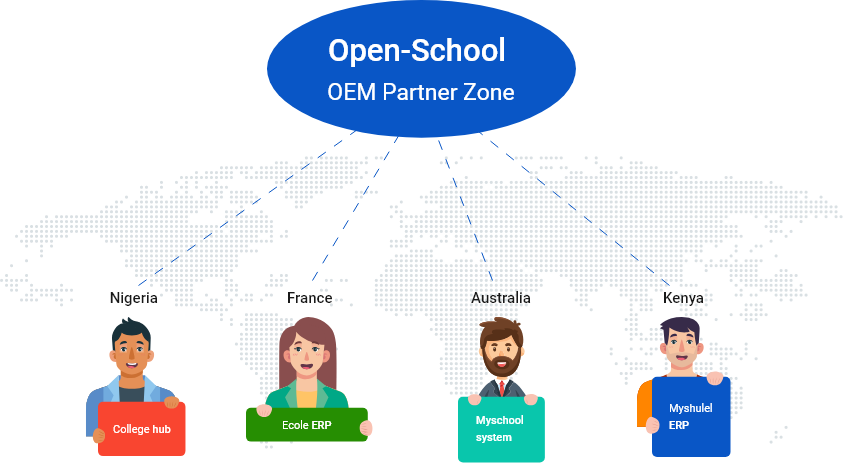 Open-School
OEM Partner Zone
Nigeria
France
Australia
Kenya
College hub
Ecole ERP
Myschool
system
Myshulel
ERP